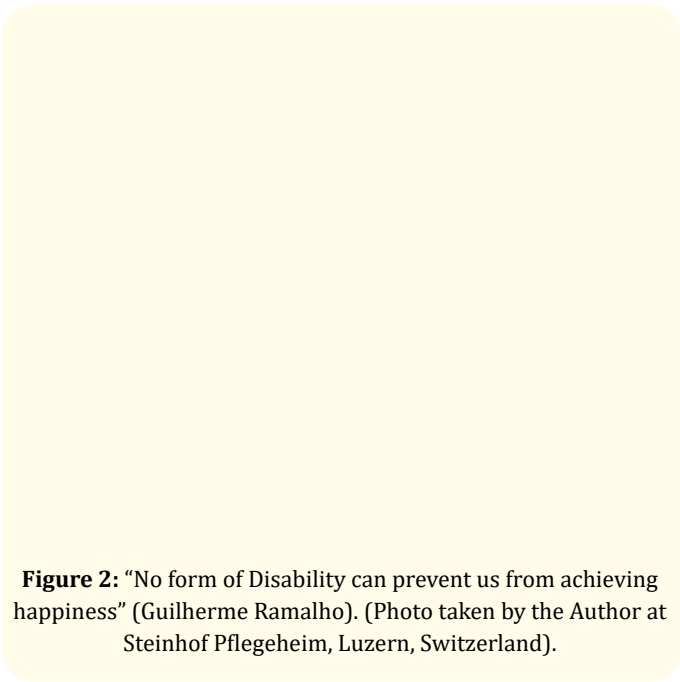 Figure 2: “No form of Disability can prevent us from achieving
happiness” (Guilherme Ramalho). (Photo taken by the Author at
Steinhof Pflegeheim, Luzern, Switzerland).